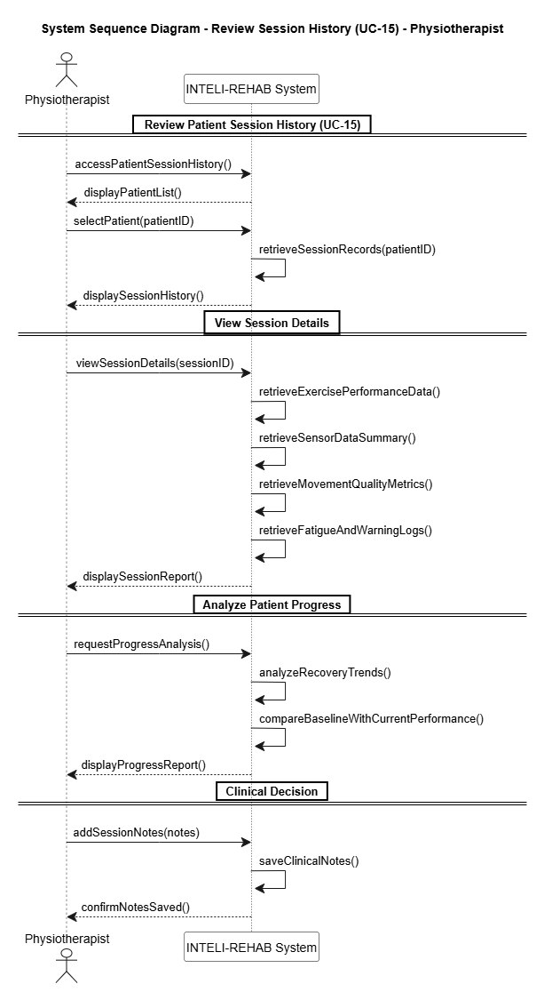 System Sequence Diagram - Review Session History (UC-15) - Physiotherapist
Physiotherapist
INTELI-REHAB System
Review Patient Session History (UC-15)
accessPatientSessionHistory()
displayPatientList()
selectPatient(patientID)
retrieveSessionRecords(patientID)
displaySessionHistory()
View Session Details
viewSessionDetails(sessionID)
retrieveExercisePerformanceData()
retrieveSensorDataSummary()
retrieveMovementQualityMetrics()
retrieveFatigueAndWarningLogs()
displaySessionReport()
Analyze Patient Progress
requestProgressAnalysis()
analyzeRecoveryTrends()
compareBaselineWithCurrentPerformance()
displayProgressReport()
Clinical Decision
addSessionNotes(notes)
saveClinicalNotes()
confirmNotesSaved()
Physiotherapist
INTELI-REHAB System